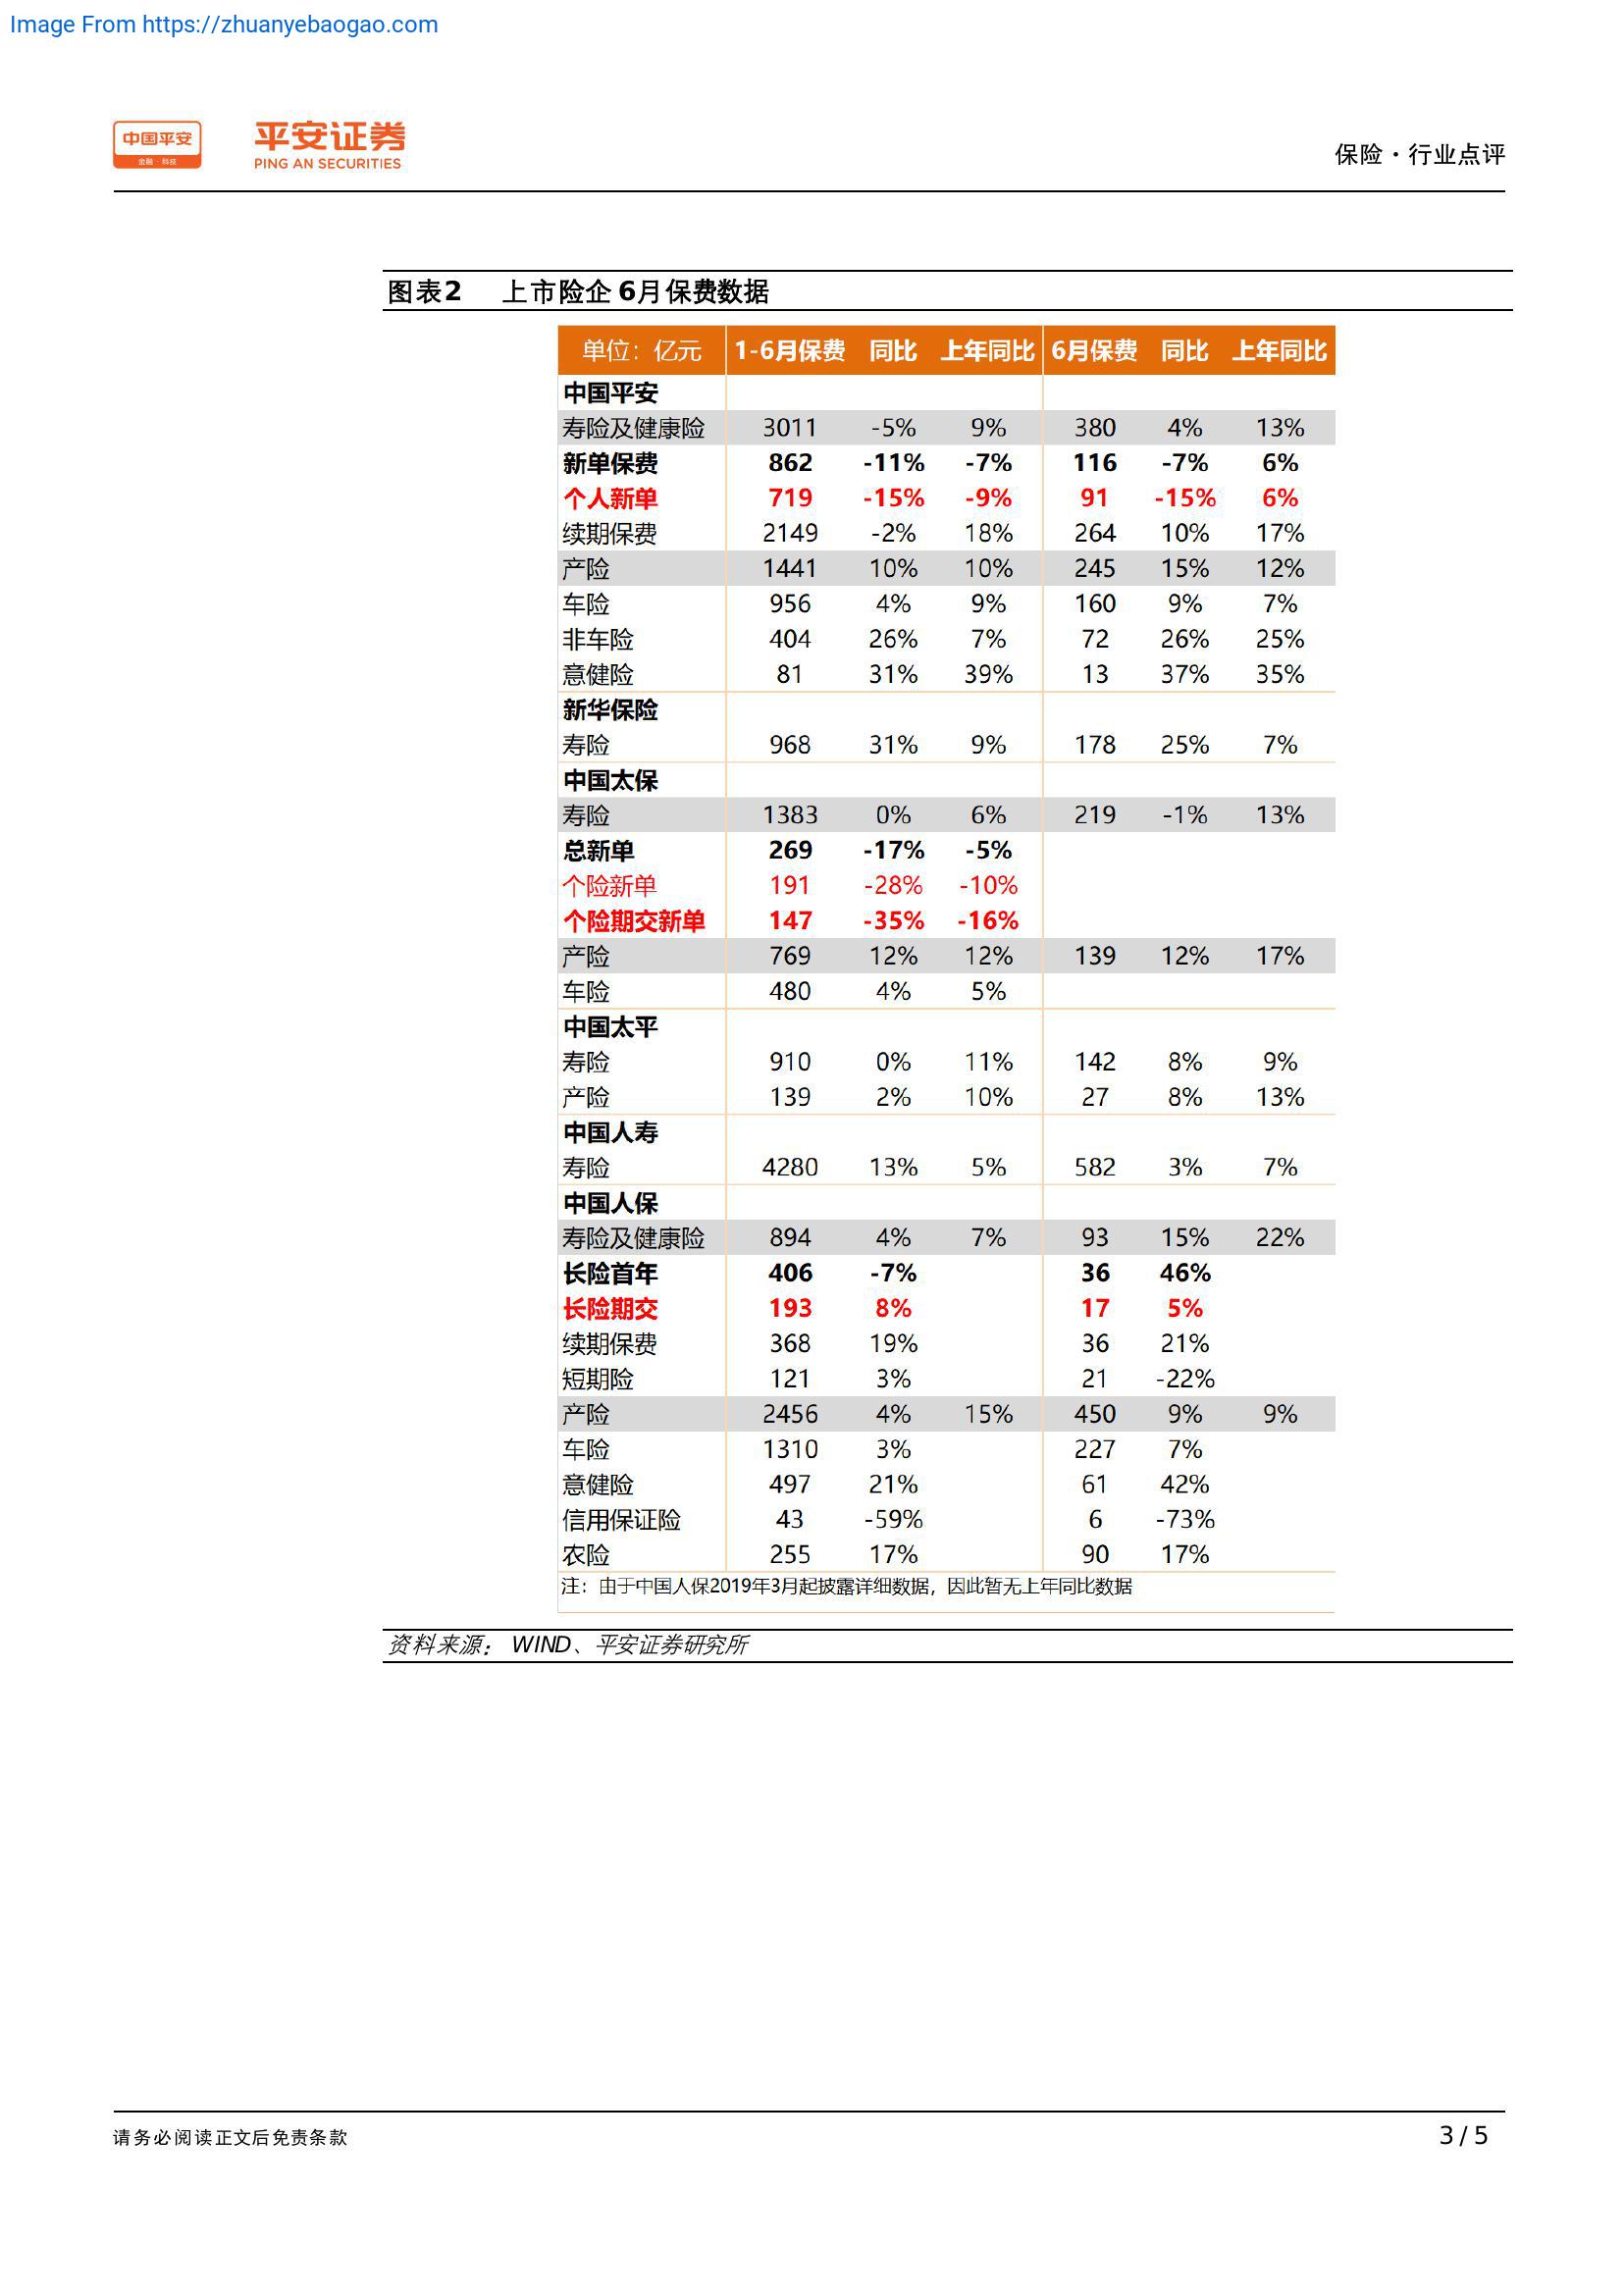 Image From https://zhuanyebaogao.com
中国平安
金融·科技
平安证券
PING AN SECURITIES
保险·行业点评
图表2 上市险企 6月保费数据
单位：亿元 1-6月保费 同比 上年同比 6月保费 同比 上年同比
中国平安
寿险及健康险 3011 -5% 9% 380 4% 13%
新单保费 862 -11% -7% 116 -7% 6%
个人新单 719 -15% -9% 91 -15% 6%
续期保费 2149 -2% 18% 264 10% 17%
产险 1441 10% 10% 245 15% 12%
车险 956 4% 9% 160 9% 7%
非车险 404 26% 7% 72 26% 25%
意健险 81 31% 39% 13 37% 35%
新华保险
寿险 968 31% 9% 178 25% 7%
中国太保
寿险 1383 0% 6% 219 -1% 13%
总新单 269 -17% -5%
个险新单 191 -28% -10%
个险期交新单 147 -35% -16%
产险 769 12% 12% 139 12% 17%
车险 480 4% 5%
中国太平
寿险 910 0% 11% 142 8% 9%
产险 139 2% 10% 27 8% 13%
中国人寿
寿险 4280 13% 5% 582 3% 7%
中国人保
寿险及健康险 894 4% 7% 93 15% 22%
长险首年 406 -7% 36 46%
长险期交 193 8% 17 5%
续期保费 368 19% 36 21%
短期险 121 3% 21 -22%
产险 2456 4% 15% 450 9% 9%
车险 1310 3% 227 7%
意健险 497 21% 61 42%
信用保证险 43 -59% 6 -73%
农险 255 17% 90 17%
注：由于中国人保2019年3月起披露详细数据，因此暂无上年同比数据
资料来源：WIND、平安证券研究所
请务必阅读正文后免责条款
3 / 5